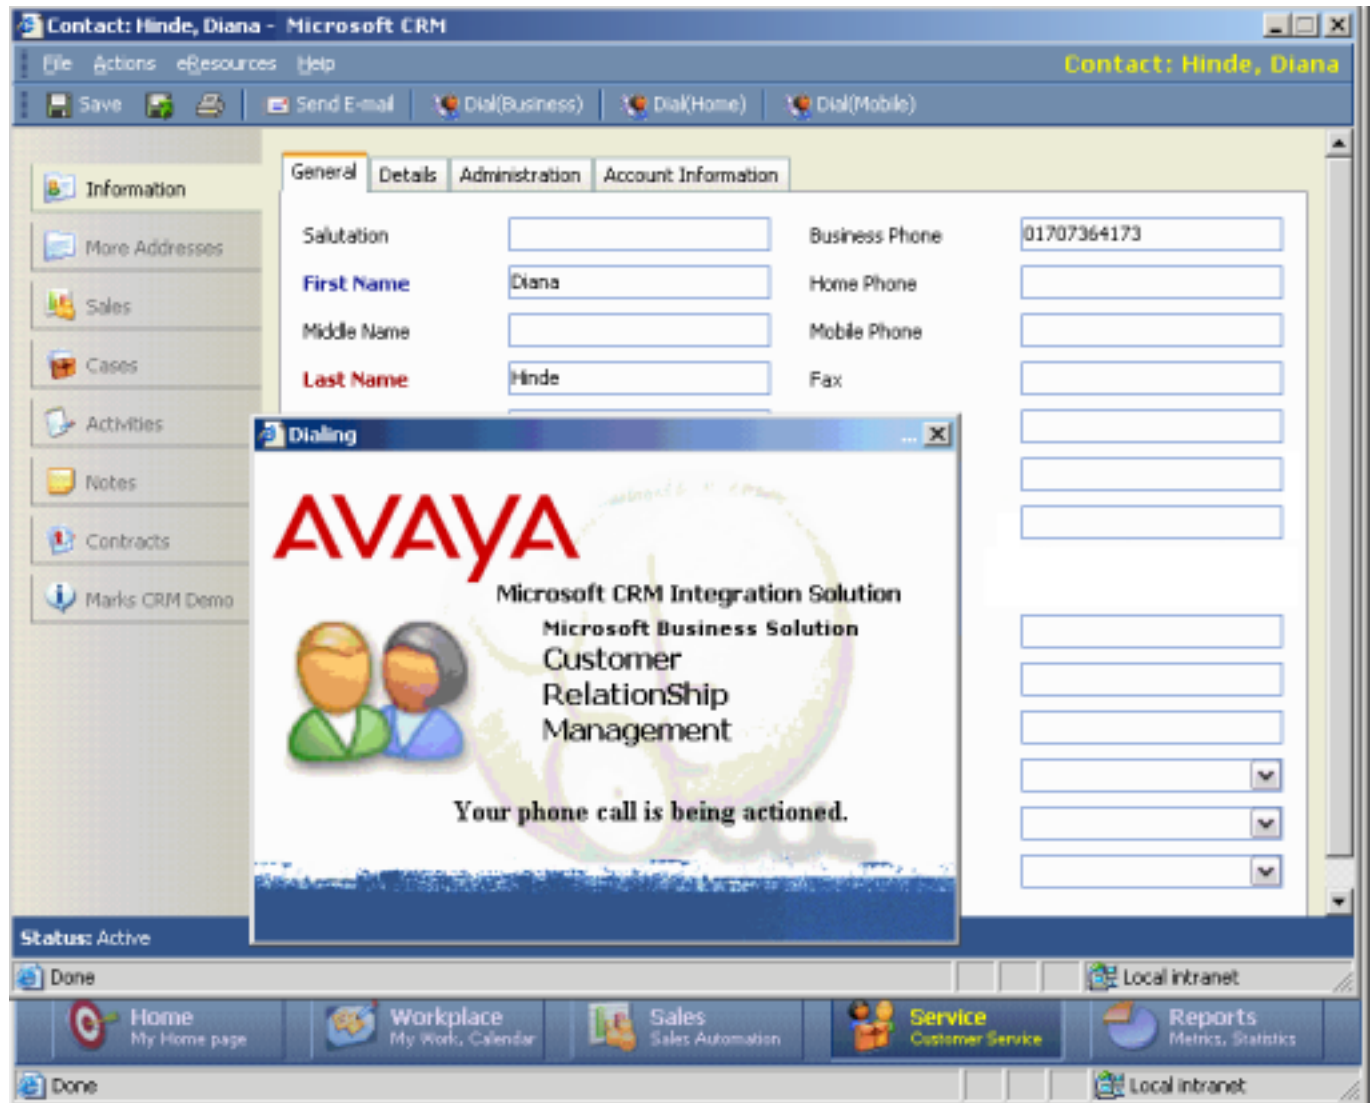 Contact: Hinde, Diana - Microsoft CRM
File Actions eResources Help
Contact: Hinde, Diana
Save Send E-mail Dial(Business) Dial(Home) Dial(Mobile)
General Details Administration Account Information
Information
More Addresses
Sales
Cases
Activities
Notes
Contracts
Marks CRM Demo
Salutation
Business Phone 01707364173
First Name Diana
Home Phone
Middle Name
Mobile Phone
Last Name Hinde
Fax
Dialing ...
AVAYA
Microsoft CRM Integration Solution
Microsoft Business Solution
Customer
RelationShip
Management
Your phone call is being actioned.
Status: Active
Done Local intranet
Home
My Home page
Workplace
My Work, Calendar
Sales
Sales Automation
Service
Customer Service
Reports
Metrics, Statistics
Done Local intranet